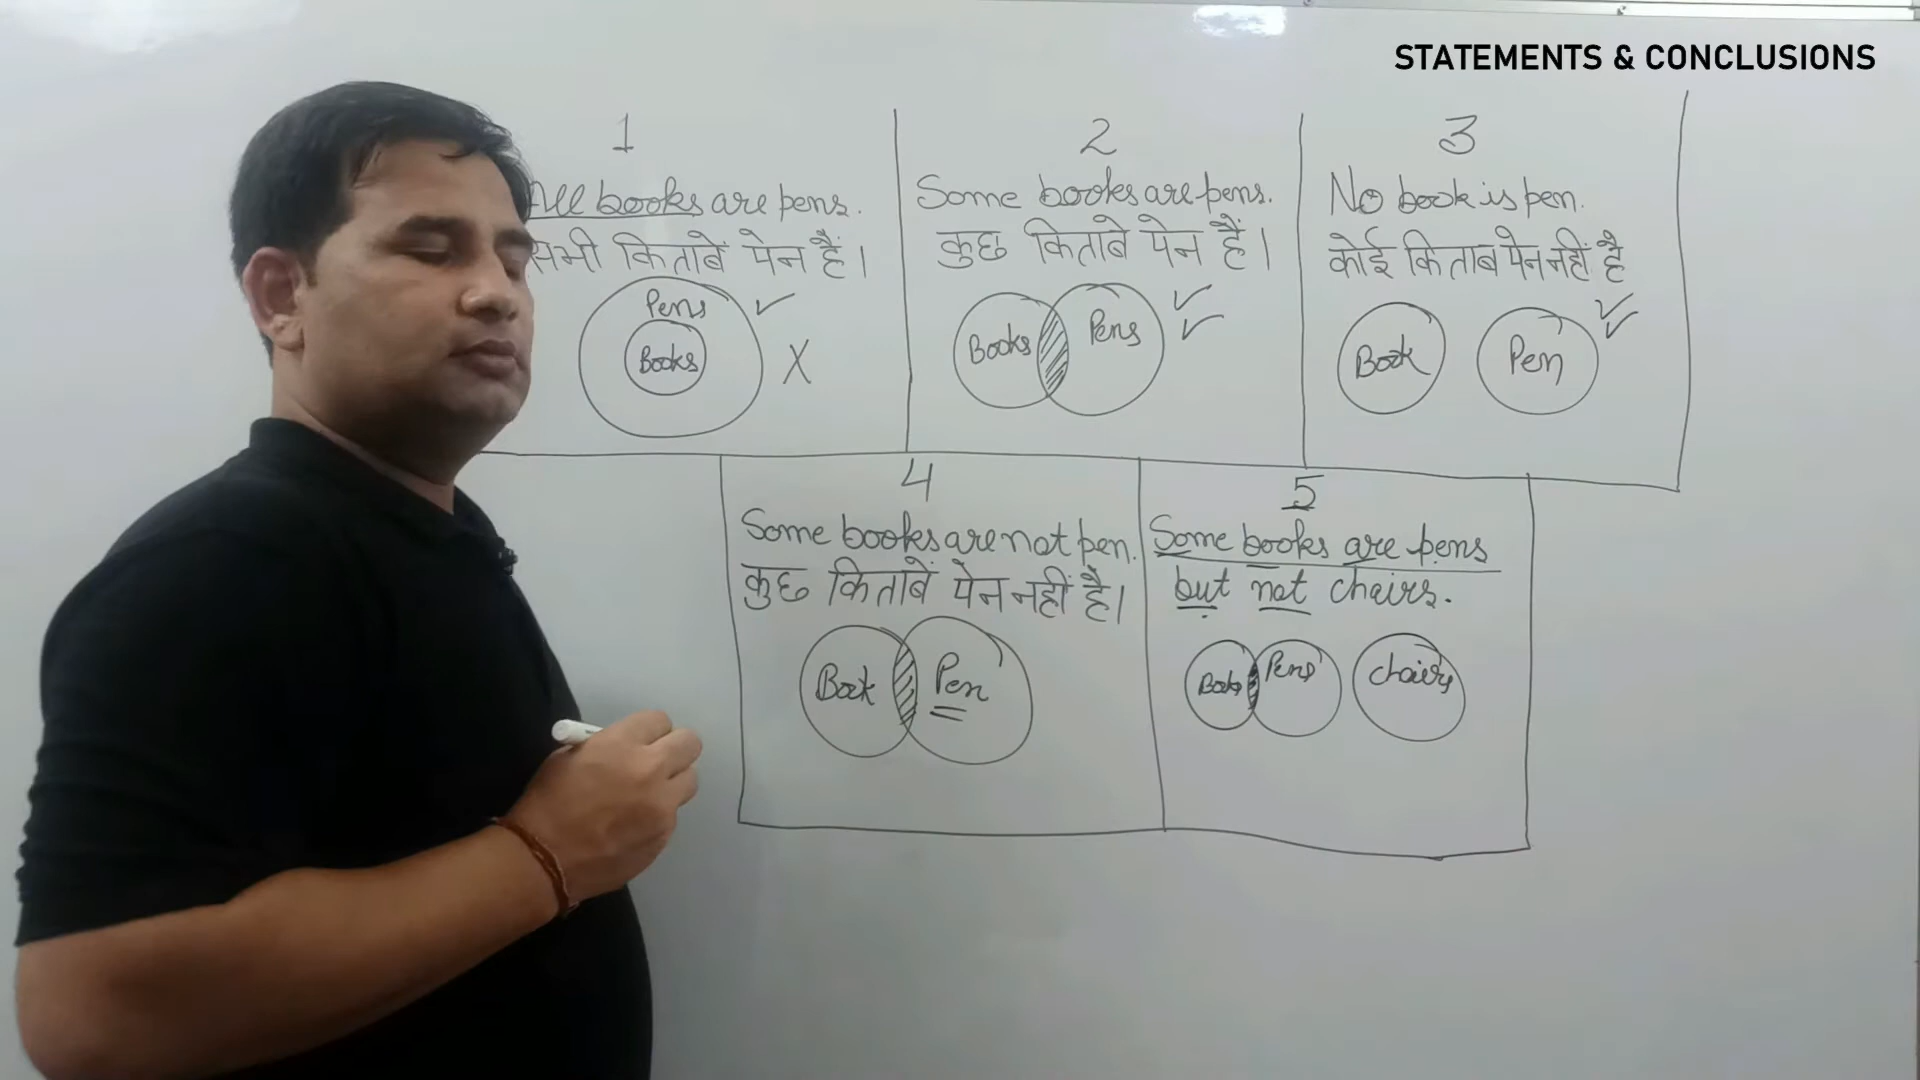 STATEMENTS & CONCLUSIONS
1
All books are pens.
सभी किताबें पेन हैं।
Pens
Books
2
Some books are pens.
कुछ किताबे पेन हैं।
Books
Pens
3
No book is pen.
कोई किताब पेन नहीं है
Book
Pen
4
Some books are not pen.
कुछ किताबें पेन नहीं है।
Book
Pen
5
Some books are pens
but not chairs.
Books
Pens
Chairs